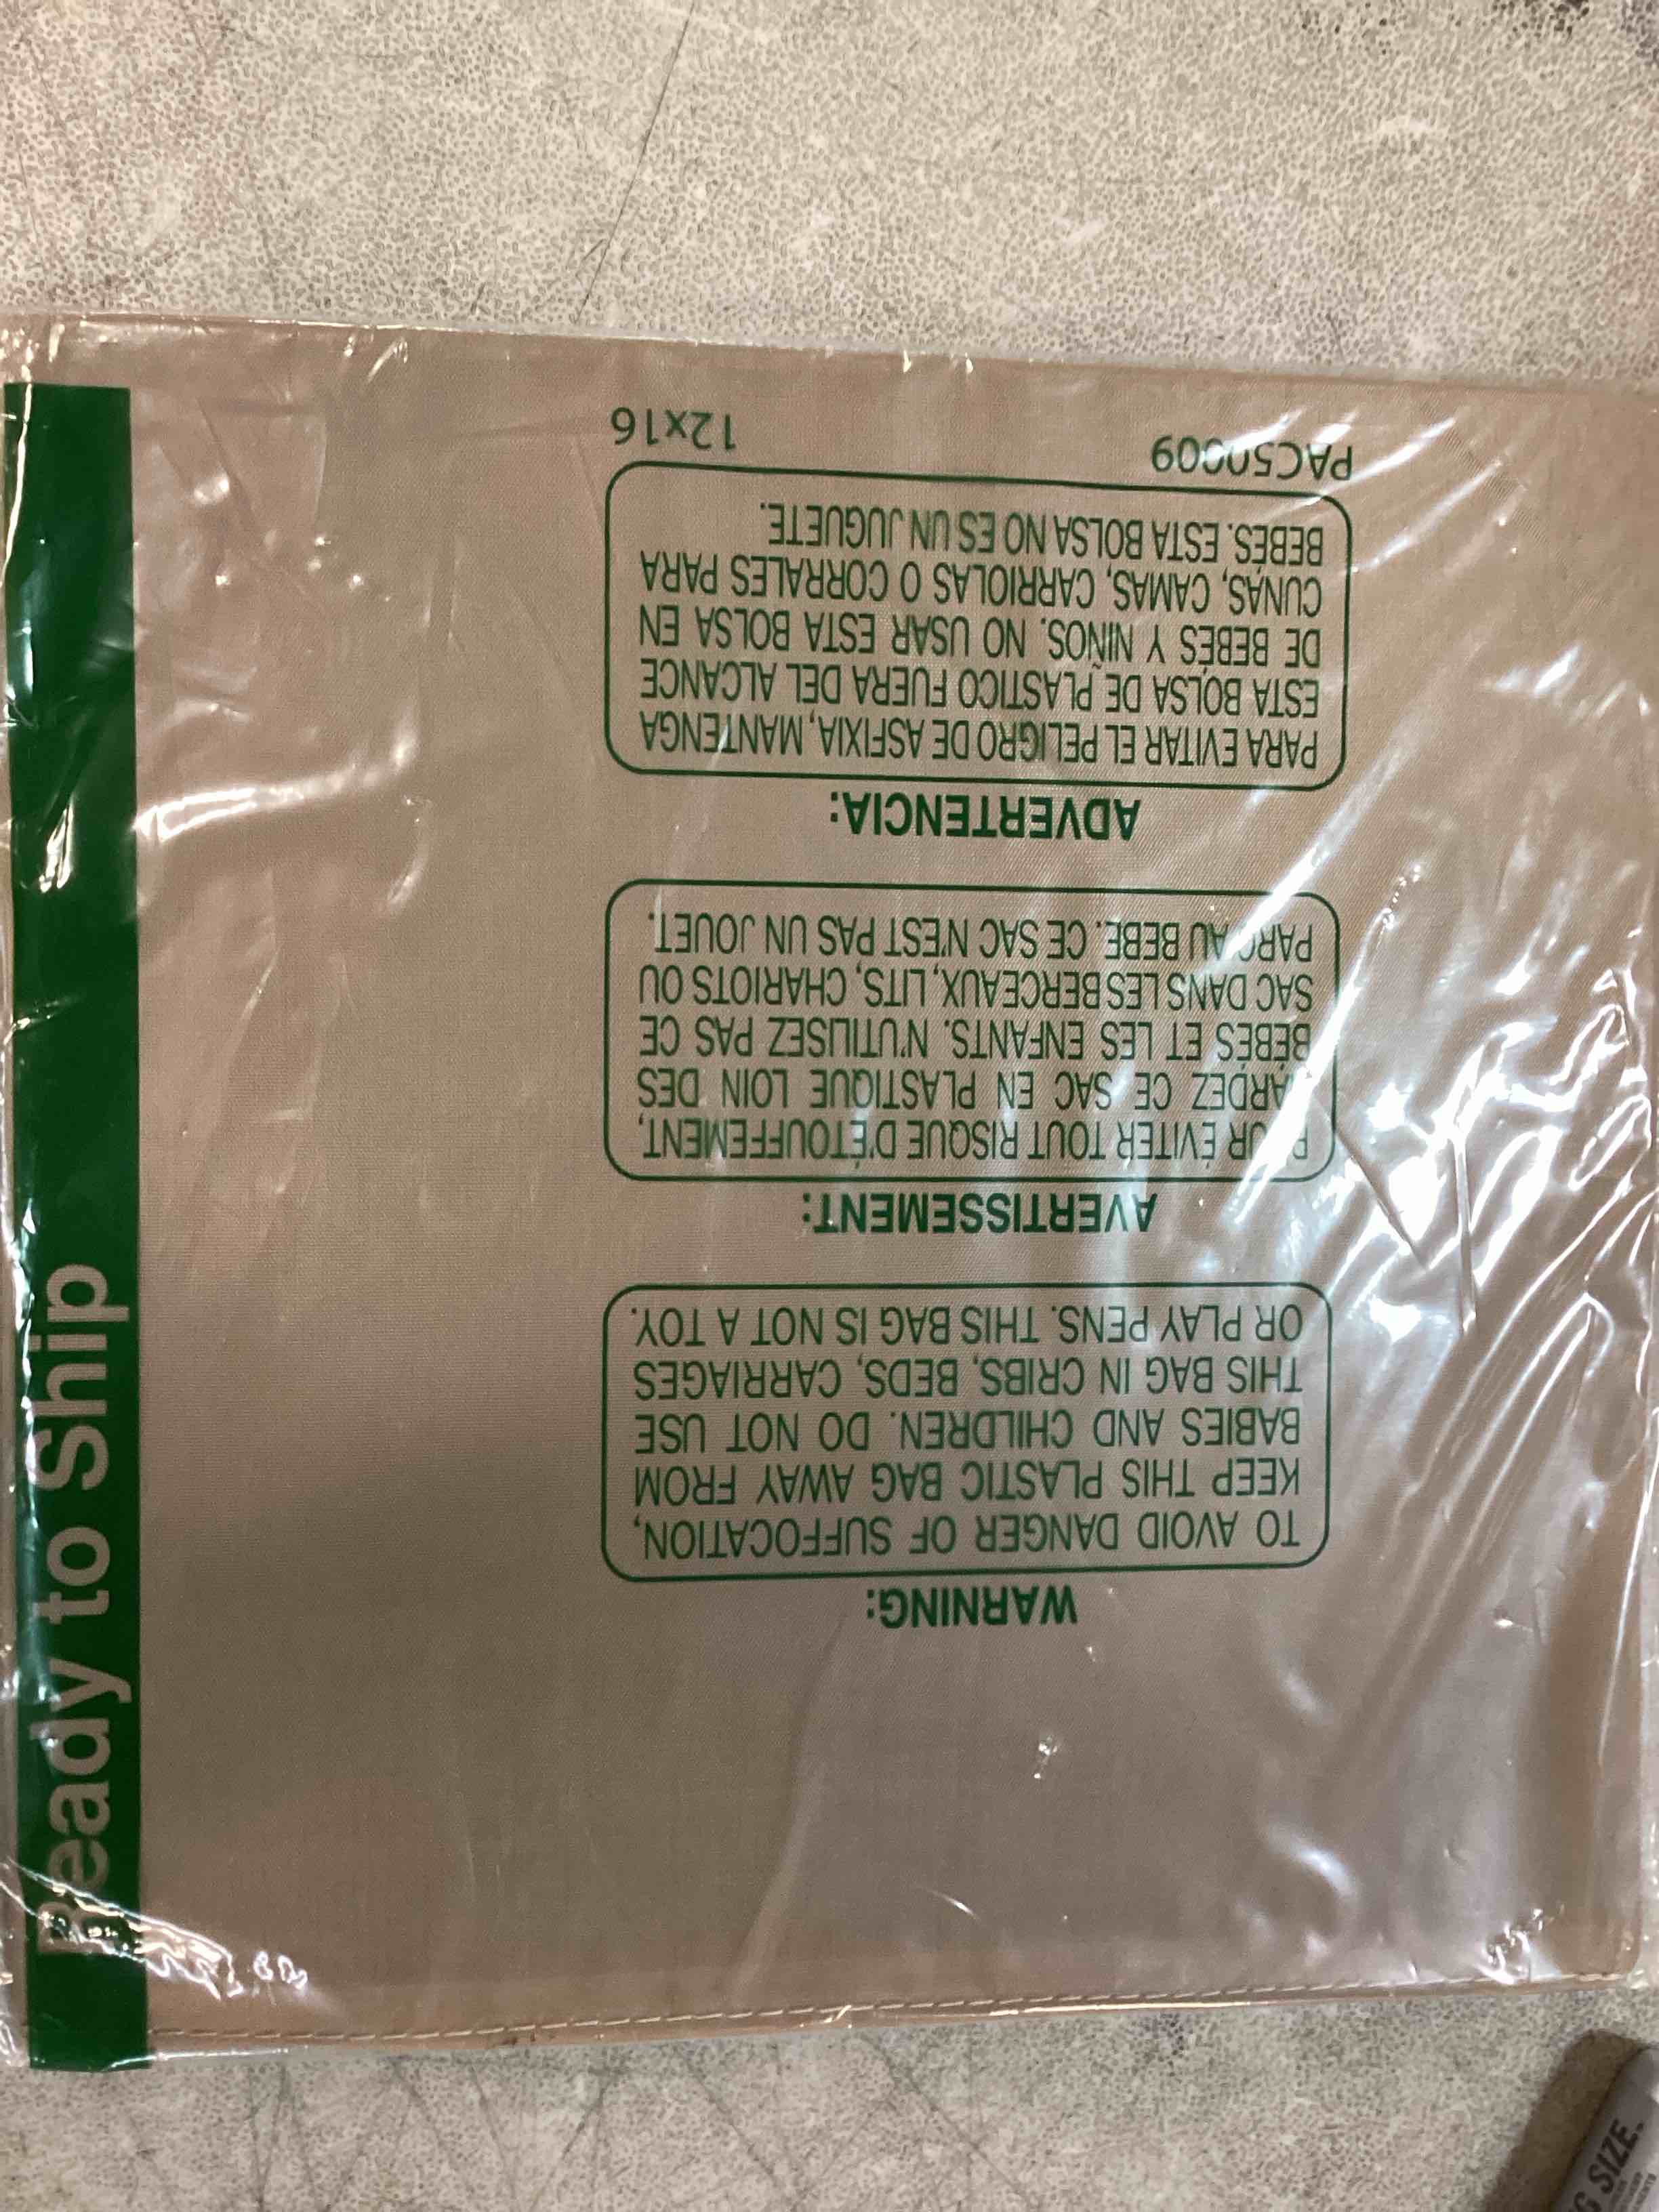 Ready to Ship
WARNING:
TO AVOID DANGER OF SUFFOCATION,
KEEP THIS PLASTIC BAG AWAY FROM
BABIES AND CHILDREN. DO NOT USE
THIS BAG IN CRIBS, BEDS, CARRIAGES
OR PLAY PENS. THIS BAG IS NOT A TOY.
AVERTISSEMENT:
POUR ÉVITER TOUT RISQUE D'ÉTOUFFEMENT,
GARDEZ CE SAC EN PLASTIQUE LOIN DES
BÉBÉS ET LES ENFANTS. N'UTILISEZ PAS CE
SAC DANS LES BERCEAUX, LITS, CHARIOTS OU
PARC AU BEBE. CE SAC N'EST PAS UN JOUET.
ADVERTENCIA:
PARA EVITAR EL PELIGRO DE ASFIXIA, MANTENGA
ESTA BOLSA DE PLASTICO FUERA DEL ALCANCE
DE BEBÉS Y NIÑOS. NO USAR ESTA BOLSA EN
CUNAS, CAMAS, CARRIOLAS O CORRALES PARA
BEBÉS. ESTA BOLSA NO ES UN JUGUETE.
PAC50009 12x16
SIZE.